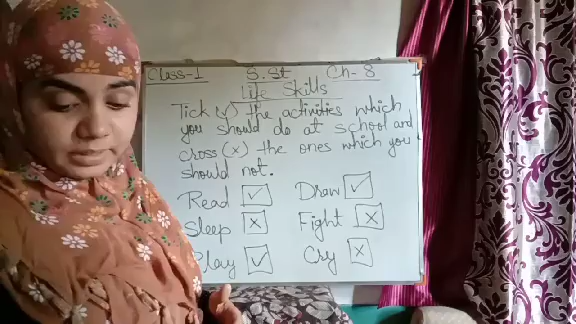 Class-1 S.St Ch-8
Life Skills
Tick (✓) the activities which
you should do at school and
cross (x) the ones which you
should not.
Read ✓ Draw ✓
Sleep x Fight x
Play ✓ Cry x